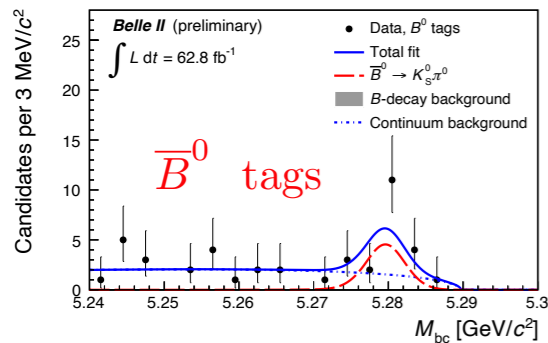 Belle II (preliminary)
∫ L dt = 62.8 fb⁻¹
Data, B⁰ tags
Total fit
B̅⁰ → K⁰_S π⁰
B-decay background
Continuum background
B̅⁰ tags
Candidates per 3 MeV/c²
25
20
15
10
5
0
5.24 5.25 5.26 5.27 5.28 5.29 5.3
M_bc [GeV/c²]